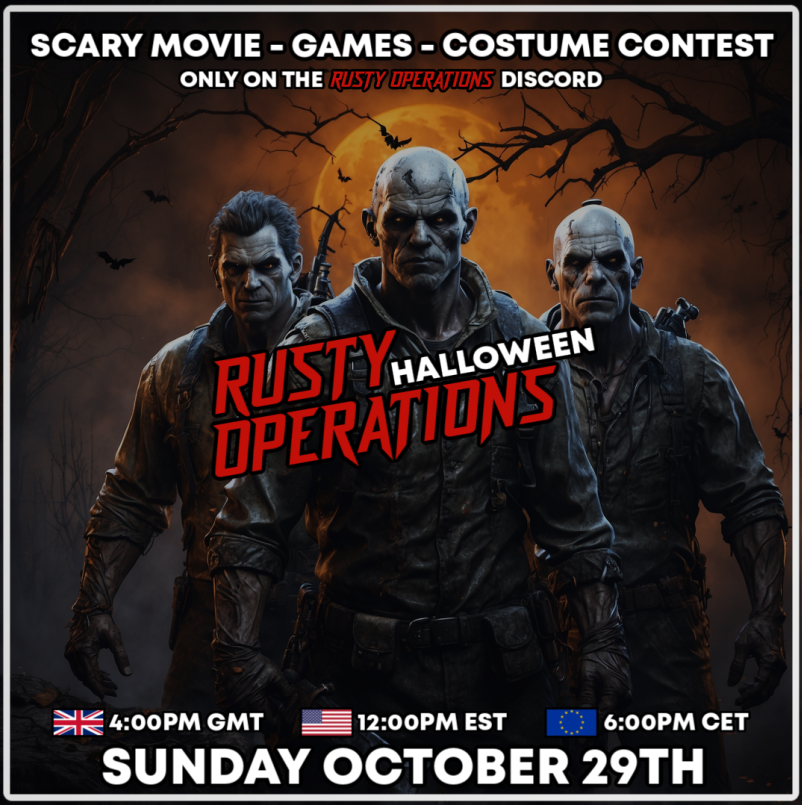 SCARY MOVIE - GAMES - COSTUME CONTEST
ONLY ON THE RUSTY OPERATIONS DISCORD
RUSTY HALLOWEEN
OPERATIONS
4:00PM GMT 12:00PM EST 6:00PM CET
SUNDAY OCTOBER 29TH